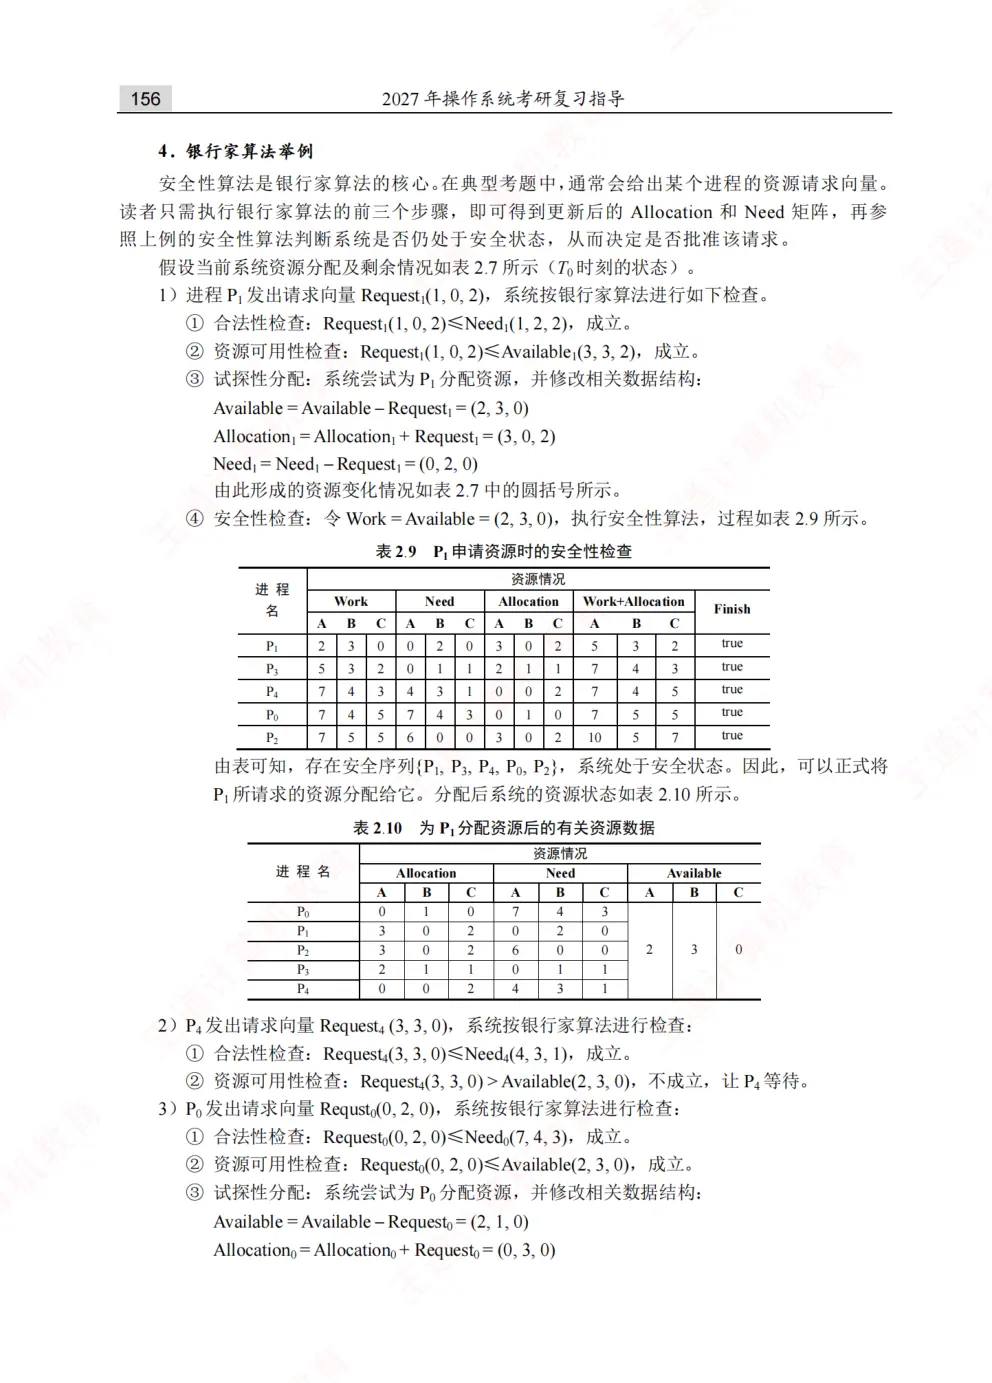 156
2027 年操作系统考研复习指导
4．银行家算法举例
安全性算法是银行家算法的核心。在典型考题中，通常会给出某个进程的资源请求向量。
读者只需执行银行家算法的前三个步骤，即可得到更新后的 Allocation 和 Need 矩阵，再参
照上例的安全性算法判断系统是否仍处于安全状态，从而决定是否批准该请求。
假设当前系统资源分配及剩余情况如表 2.7 所示（T₀时刻的状态）。
1）进程 P₁ 发出请求向量 Request₁(1, 0, 2)，系统按银行家算法进行如下检查。
① 合法性检查：Request₁(1, 0, 2)≤Need₁(1, 2, 2)，成立。
② 资源可用性检查：Request₁(1, 0, 2)≤Available₁(3, 3, 2)，成立。
③ 试探性分配：系统尝试为 P₁ 分配资源，并修改相关数据结构：
Available = Available − Request₁ = (2, 3, 0)
Allocation₁ = Allocation₁ + Request₁ = (3, 0, 2)
Need₁ = Need₁ − Request₁ = (0, 2, 0)
由此形成的资源变化情况如表 2.7 中的圆括号所示。
④ 安全性检查：令 Work = Available = (2, 3, 0)，执行安全性算法，过程如表 2.9 所示。
表 2.9 P₁ 申请资源时的安全性检查
进 程 名 资源情况
Work Need Allocation Work+Allocation Finish
A B C A B C A B C A B C
P₁ 2 3 0 0 2 0 3 0 2 5 3 2 true
P₃ 5 3 2 0 1 1 2 1 1 7 4 3 true
P₄ 7 4 3 4 3 1 0 0 2 7 4 5 true
P₀ 7 4 5 7 4 3 0 1 0 7 5 5 true
P₂ 7 5 5 6 0 0 3 0 2 10 5 7 true
由表可知，存在安全序列{P₁, P₃, P₄, P₀, P₂}，系统处于安全状态。因此，可以正式将
P₁ 所请求的资源分配给它。分配后系统的资源状态如表 2.10 所示。
表 2.10 为 P₁ 分配资源后的有关资源数据
进 程 名 资源情况
Allocation Need Available
A B C A B C A B C
P₀ 0 1 0 7 4 3
P₁ 3 0 2 0 2 0
P₂ 3 0 2 6 0 0 2 3 0
P₃ 2 1 1 0 1 1
P₄ 0 0 2 4 3 1
2）P₄ 发出请求向量 Request₄ (3, 3, 0)，系统按银行家算法进行检查：
① 合法性检查：Request₄(3, 3, 0)≤Need₄(4, 3, 1)，成立。
② 资源可用性检查：Request₄(3, 3, 0) > Available(2, 3, 0)，不成立，让 P₄ 等待。
3）P₀ 发出请求向量 Requst₀(0, 2, 0)，系统按银行家算法进行检查：
① 合法性检查：Request₀(0, 2, 0)≤Need₀(7, 4, 3)，成立。
② 资源可用性检查：Request₀(0, 2, 0)≤Available(2, 3, 0)，成立。
③ 试探性分配：系统尝试为 P₀ 分配资源，并修改相关数据结构：
Available = Available − Request₀ = (2, 1, 0)
Allocation₀ = Allocation₀ + Request₀ = (0, 3, 0)